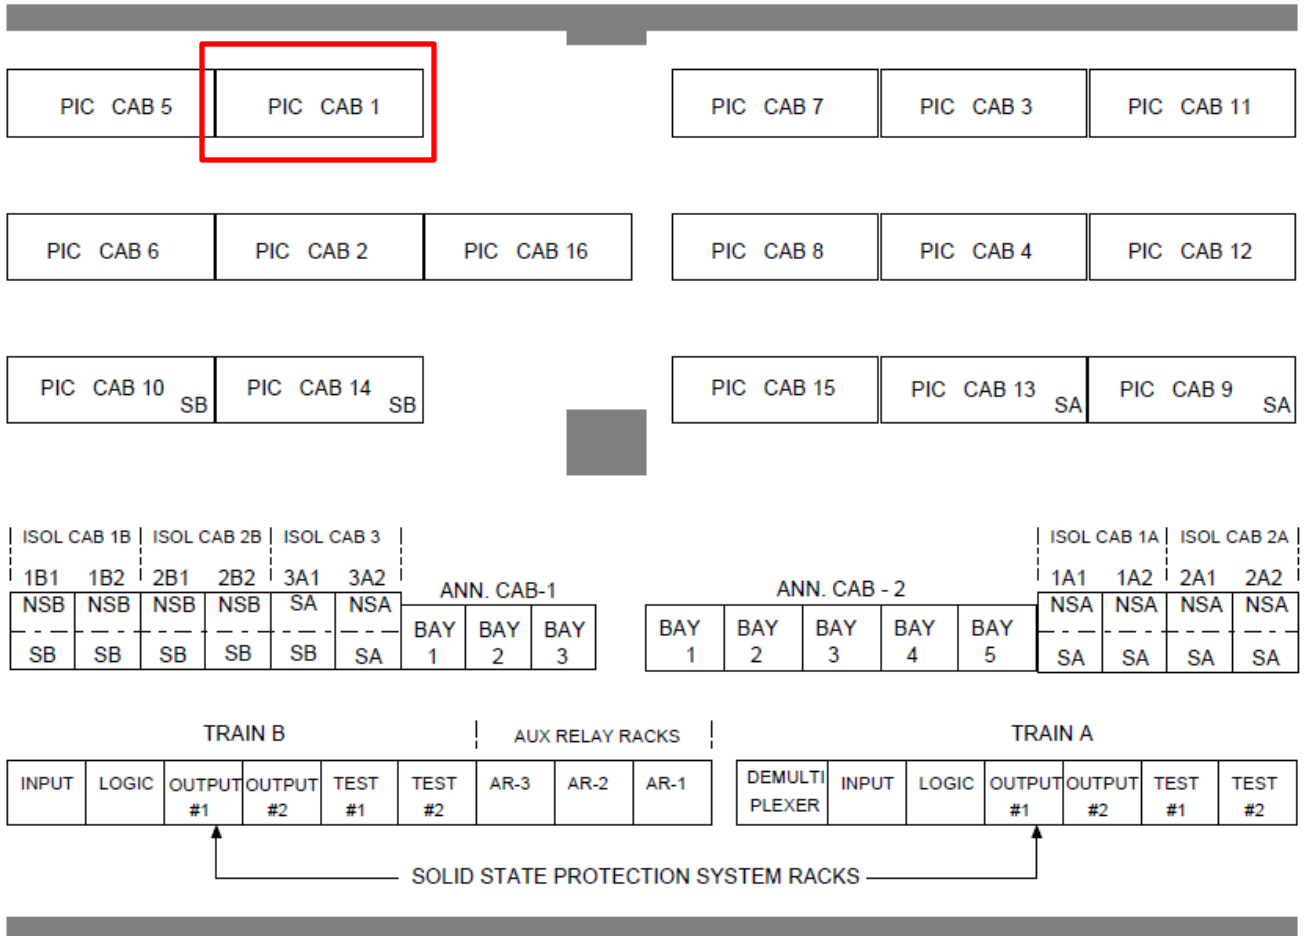 PIC CAB 5 PIC CAB 1 PIC CAB 7 PIC CAB 3 PIC CAB 11
PIC CAB 6 PIC CAB 2 PIC CAB 16 PIC CAB 8 PIC CAB 4 PIC CAB 12
PIC CAB 10 SB PIC CAB 14 SB PIC CAB 15 PIC CAB 13 SA PIC CAB 9 SA
ISOL CAB 1B ISOL CAB 2B ISOL CAB 3 ISOL CAB 1A ISOL CAB 2A
1B1 1B2 2B1 2B2 3A1 3A2 ANN. CAB-1 ANN. CAB - 2 1A1 1A2 2A1 2A2
NSB NSB NSB NSB SA NSA NSA NSA NSA NSA
BAY BAY BAY BAY BAY BAY BAY BAY
SB SB SB SB SB SA 1 2 3 1 2 3 4 5 SA SA SA SA
TRAIN B AUX RELAY RACKS TRAIN A
INPUT LOGIC OUTPUT OUTPUT TEST TEST AR-3 AR-2 AR-1 DEMULTI INPUT LOGIC OUTPUT OUTPUT TEST TEST
#1 #2 #1 #2 PLEXER #1 #2 #1 #2
SOLID STATE PROTECTION SYSTEM RACKS